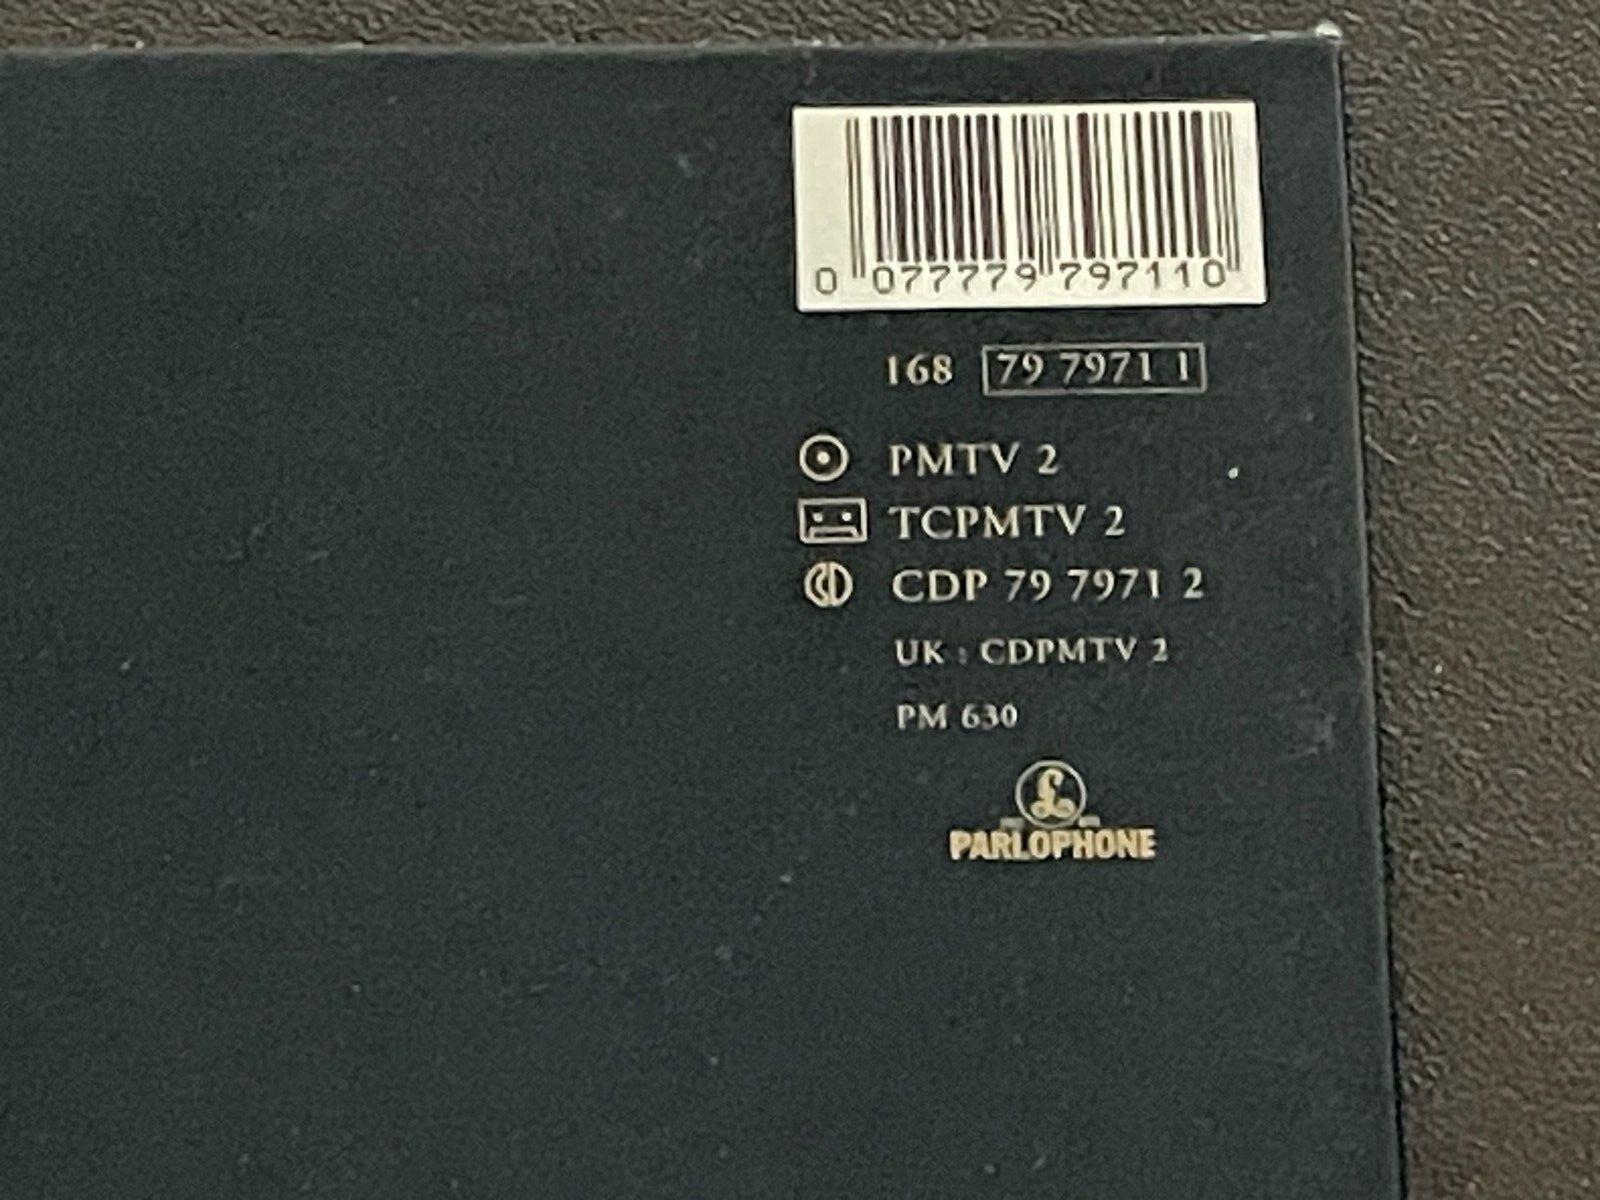 0 077779 797110
168 79 7971 1
PMTV 2
TCPMTV 2
CDP 79 7971 2
UK : CDPMTV 2
PM 630
£
PARLOPHONE